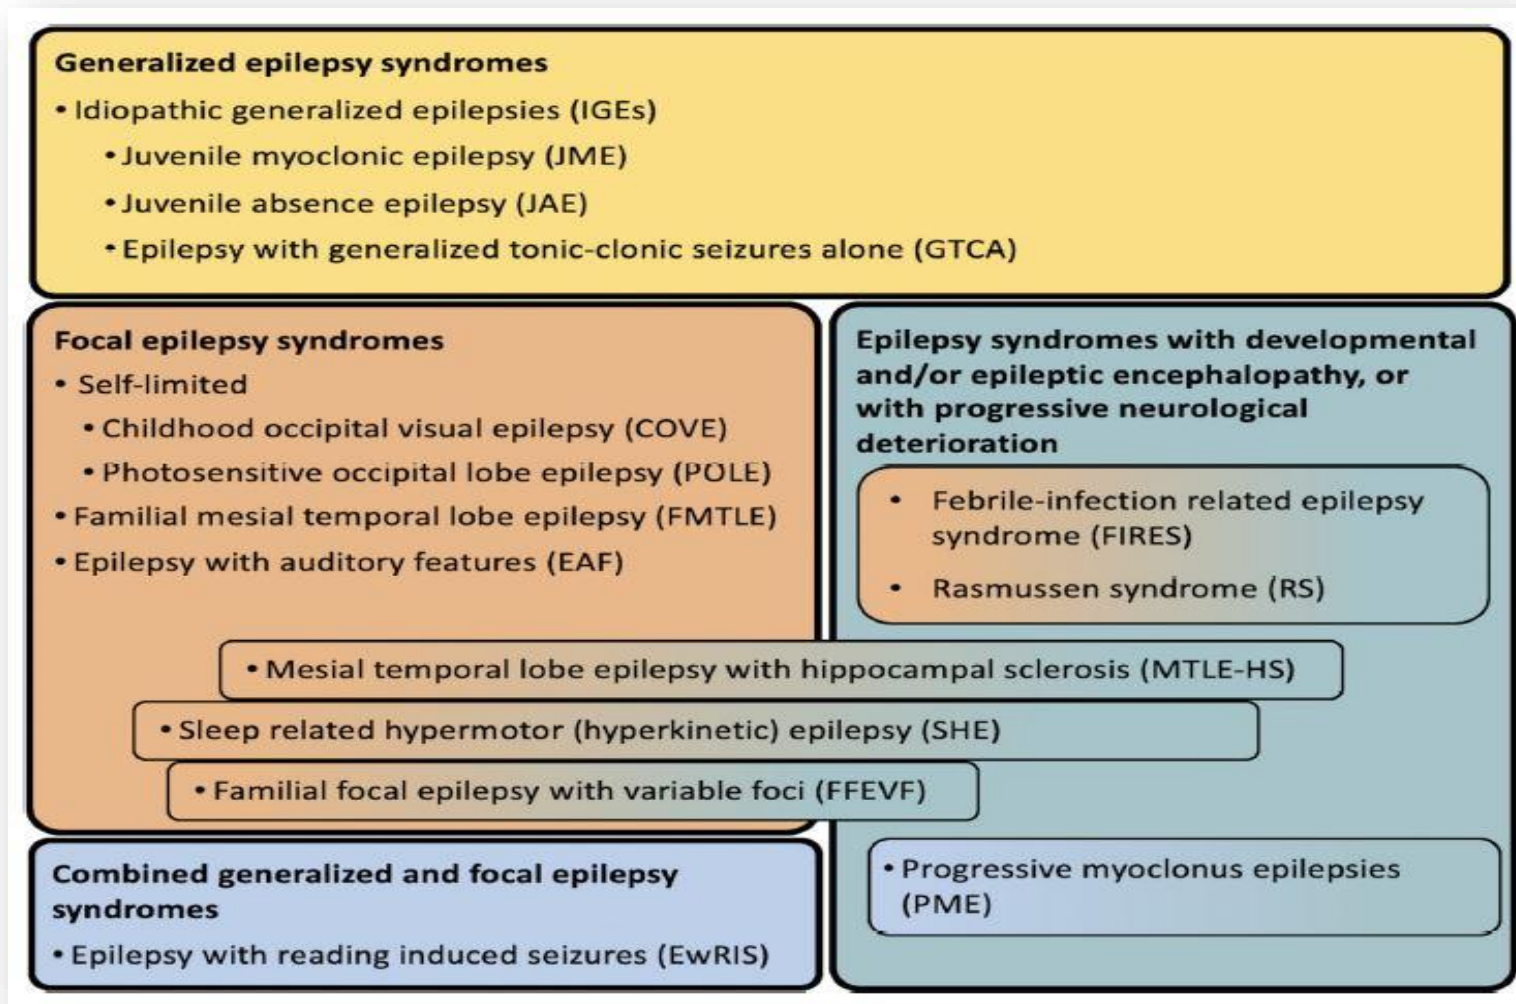 Generalized epilepsy syndromes
• Idiopathic generalized epilepsies (IGEs)
• Juvenile myoclonic epilepsy (JME)
• Juvenile absence epilepsy (JAE)
• Epilepsy with generalized tonic-clonic seizures alone (GTCA)
Focal epilepsy syndromes
• Self-limited
• Childhood occipital visual epilepsy (COVE)
• Photosensitive occipital lobe epilepsy (POLE)
• Familial mesial temporal lobe epilepsy (FMTLE)
• Epilepsy with auditory features (EAF)
Epilepsy syndromes with developmental
and/or epileptic encephalopathy, or
with progressive neurological
deterioration
• Febrile-infection related epilepsy
syndrome (FIRES)
• Rasmussen syndrome (RS)
• Mesial temporal lobe epilepsy with hippocampal sclerosis (MTLE-HS)
• Sleep related hypermotor (hyperkinetic) epilepsy (SHE)
• Familial focal epilepsy with variable foci (FFEVF)
Combined generalized and focal epilepsy
syndromes
• Epilepsy with reading induced seizures (EwRIS)
• Progressive myoclonus epilepsies
(PME)